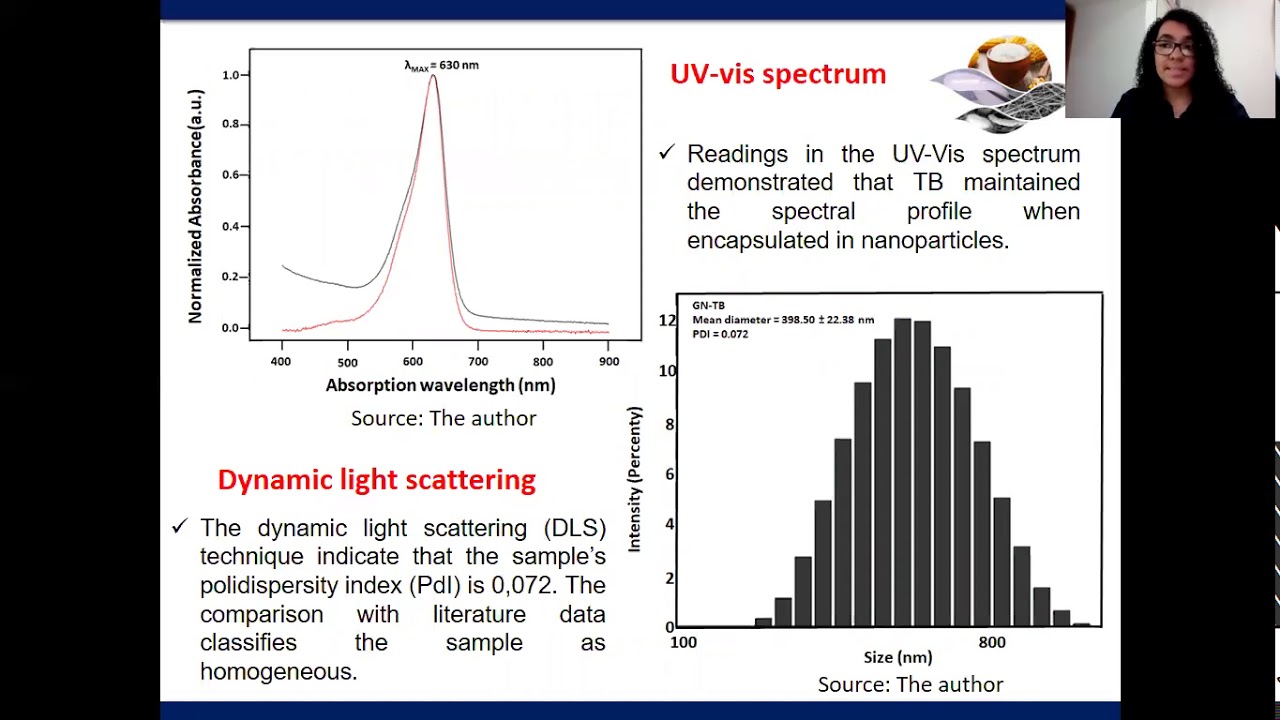 λMAX = 630 nm
1.0
0.8
0.6
0.4
0.2
0.0
Normalized Absorbance(a.u.)
400 500 600 700 800 900
Absorption wavelength (nm)
Source: The author
UV-vis spectrum
✓ Readings in the UV-Vis spectrum
demonstrated that TB maintained
the spectral profile when
encapsulated in nanoparticles.
Dynamic light scattering
✓ The dynamic light scattering (DLS)
technique indicate that the sample’s
polidispersity index (PdI) is 0,072. The
comparison with literature data
classifies the sample as
homogeneous.
GN-TB
Mean diameter = 398.50 ± 22.38 nm
PDI = 0.072
12
10
8
6
4
2
0
Intensity (Percenty)
100 800
Size (nm)
Source: The author